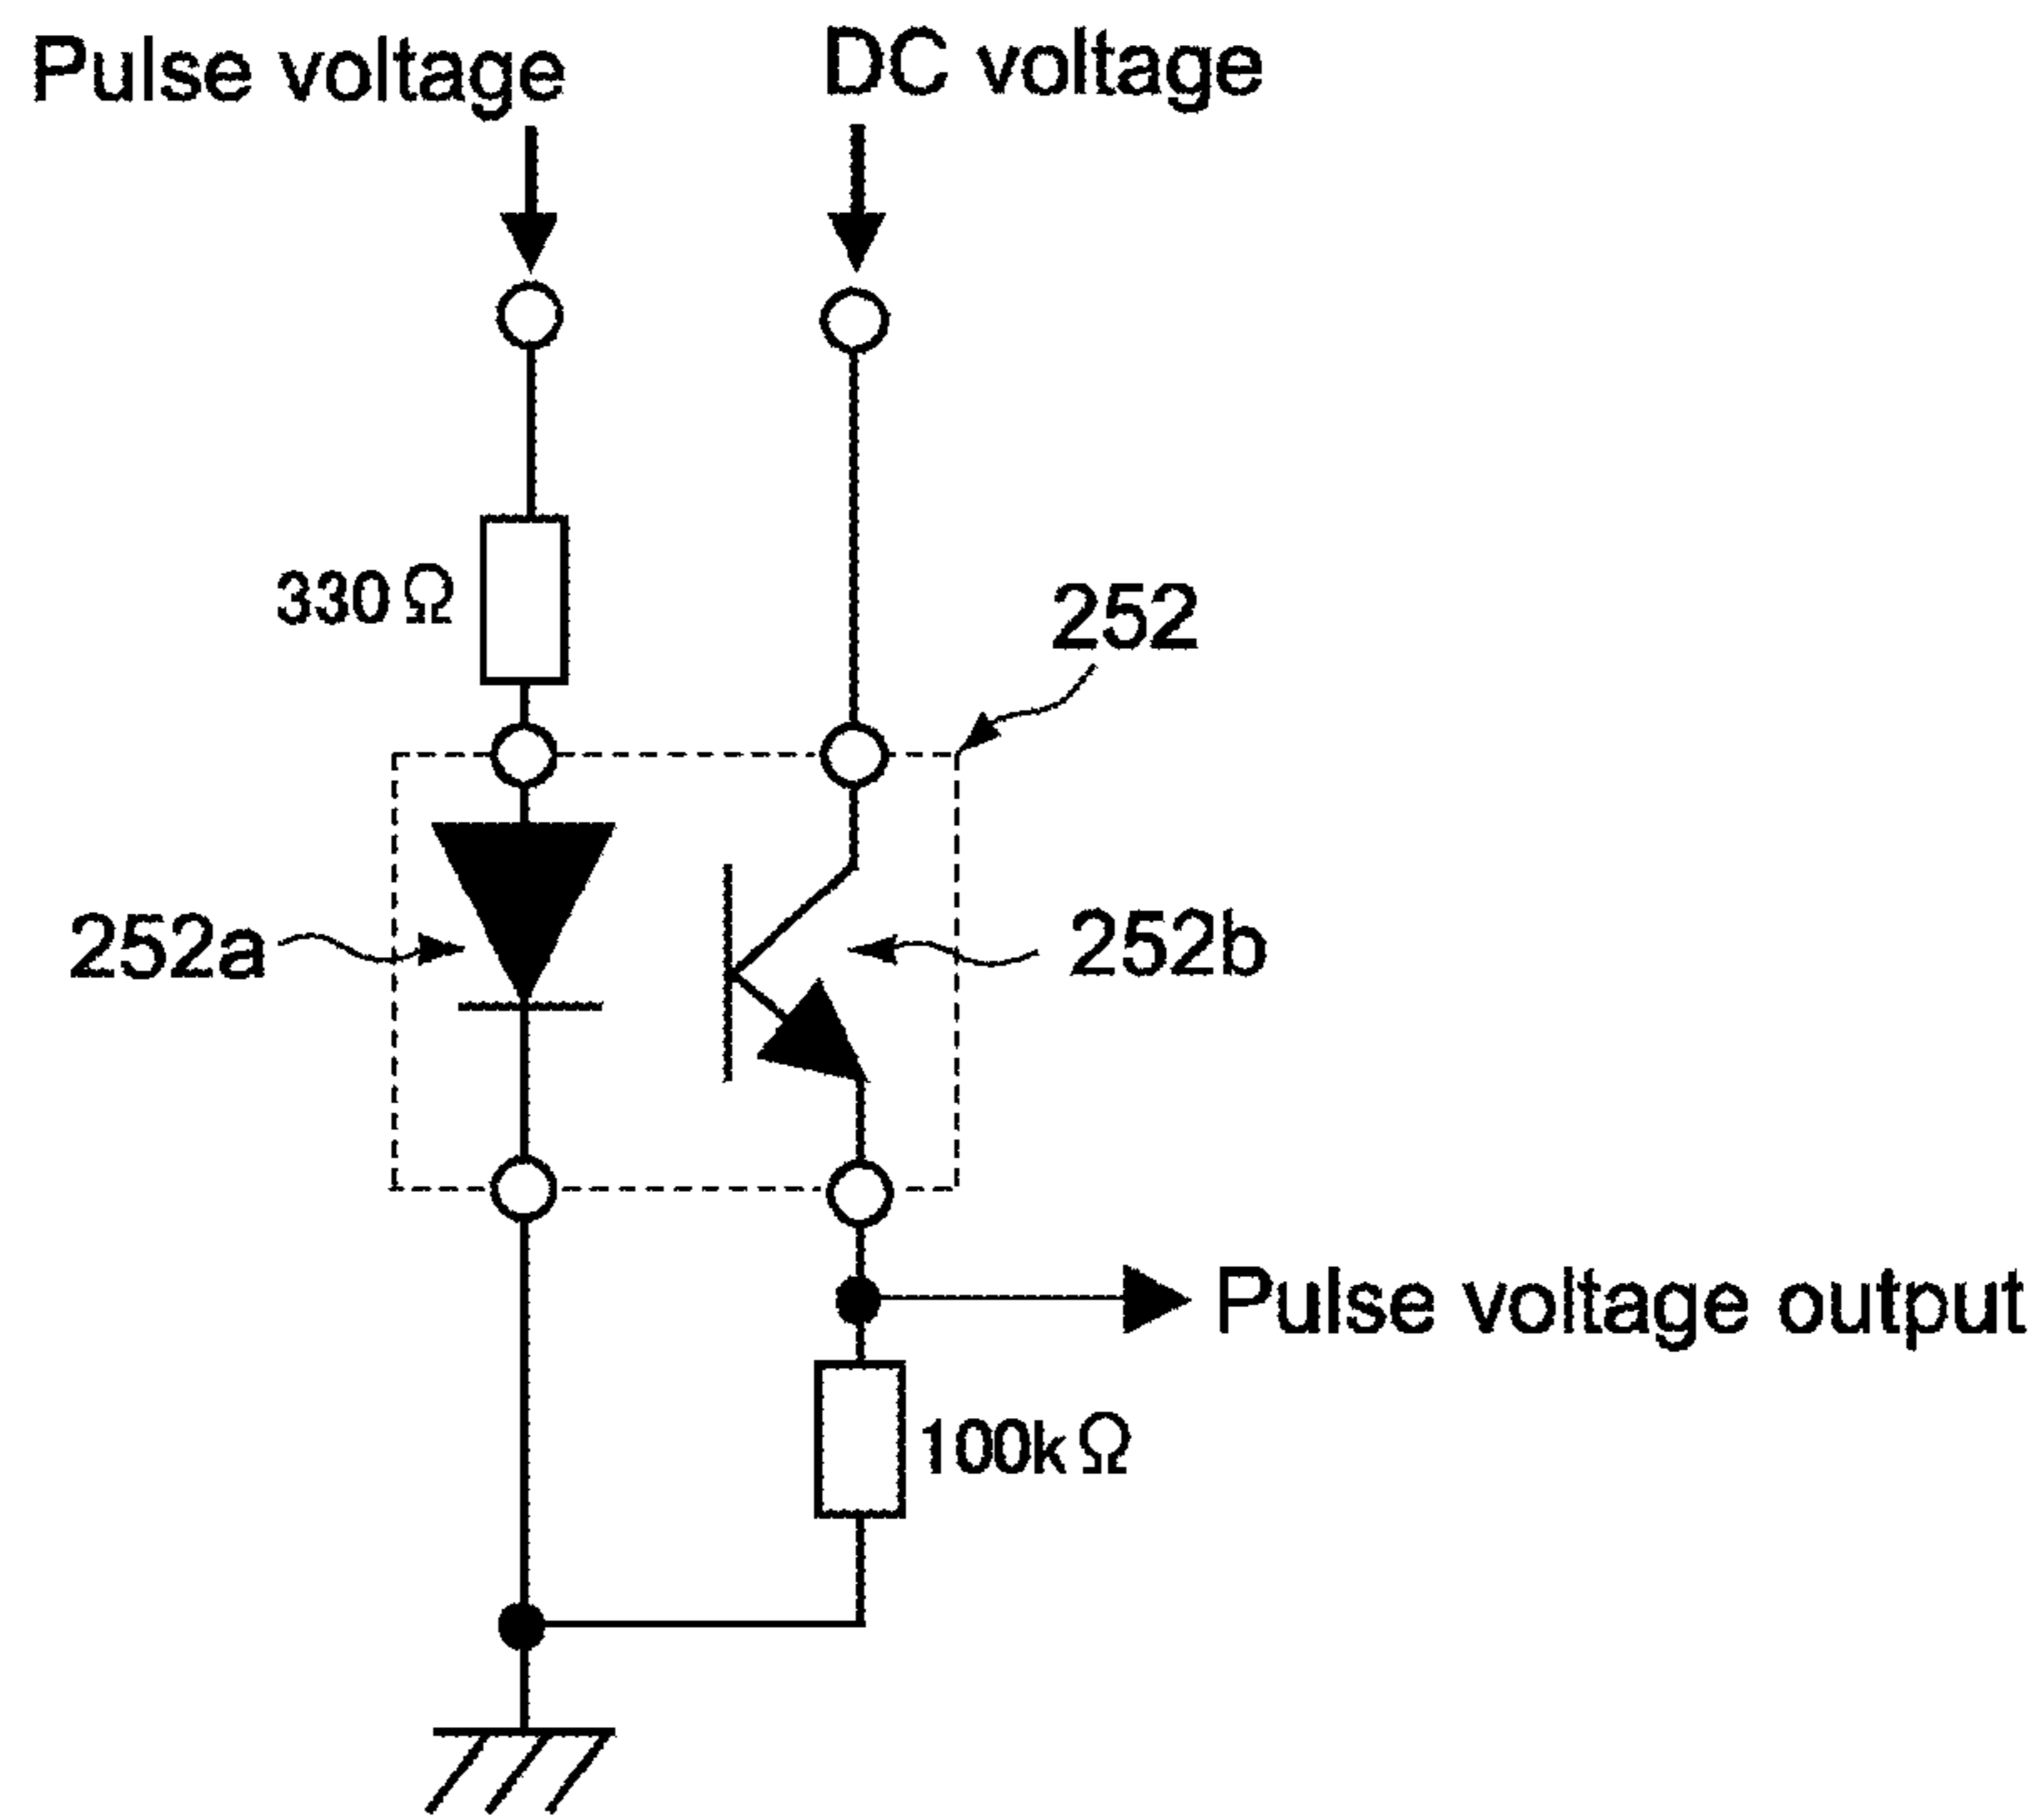 Pulse voltage
DC voltage
330Ω
252
252a
252b
Pulse voltage output
100kΩ